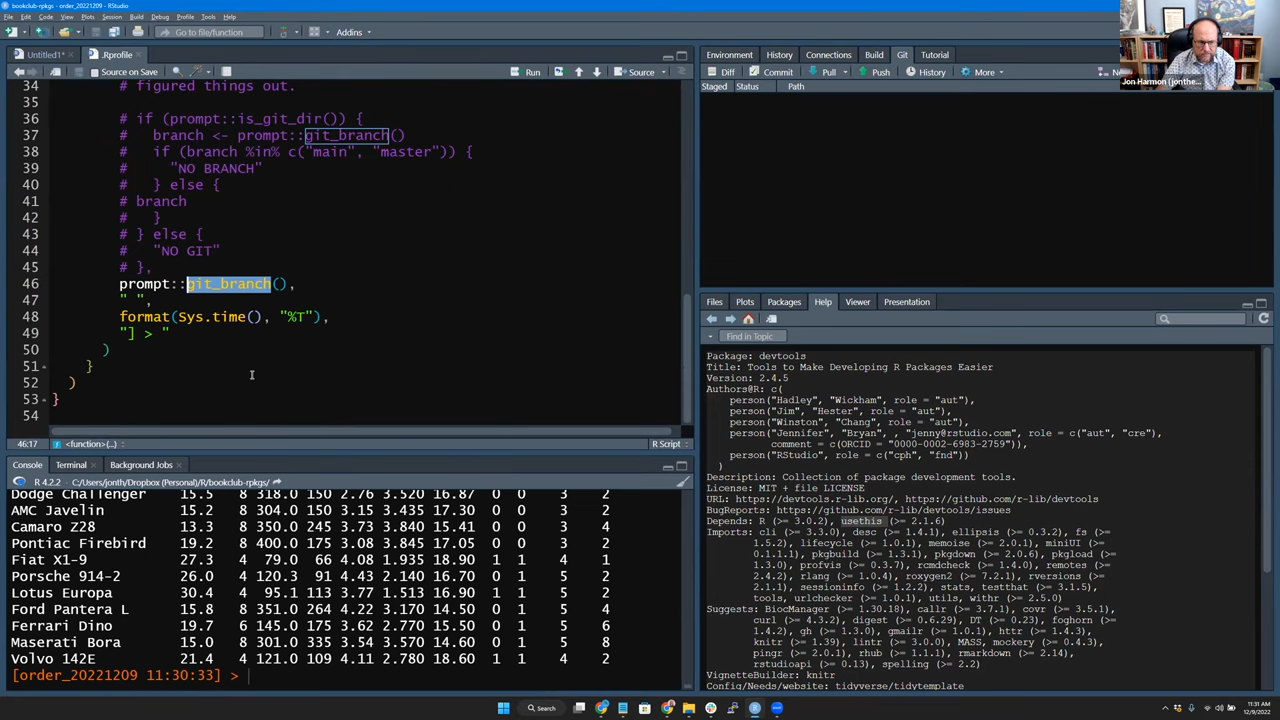 bookclub-rpkgs - order_20221209 - RStudio
File Edit Code View Plots Session Build Debug Profile Tools Help
Go to file/function Addins
Untitled1* .Rprofile
Source on Save Run Source
34 # figured things out.
35
36 # if (prompt::is_git_dir()) {
37 # branch <- prompt::git_branch()
38 # if (branch %in% c("main", "master")) {
39 # "NO BRANCH"
40 # } else {
41 # branch
42 # }
43 # } else {
44 # "NO GIT"
45 # },
46 prompt::git_branch(),
47 " ",
48 format(Sys.time(), "%T"),
49 "] > "
50 )
51 }
52 )
53 }
54
46:17 <function>(...) R Script
Console Terminal Background Jobs
R 4.2.2 · C:/Users/jonth/Dropbox (Personal)/R/bookclub-rpkgs/
Dodge Challenger 15.5 8 318.0 150 2.76 3.520 16.87 0 0 3 2
AMC Javelin 15.2 8 304.0 150 3.15 3.435 17.30 0 0 3 2
Camaro Z28 13.3 8 350.0 245 3.73 3.840 15.41 0 0 3 4
Pontiac Firebird 19.2 8 400.0 175 3.08 3.845 17.05 0 0 3 2
Fiat X1-9 27.3 4 79.0 66 4.08 1.935 18.90 1 1 4 1
Porsche 914-2 26.0 4 120.3 91 4.43 2.140 16.70 0 1 5 2
Lotus Europa 30.4 4 95.1 113 3.77 1.513 16.90 1 1 5 2
Ford Pantera L 15.8 8 351.0 264 4.22 3.170 14.50 0 1 5 4
Ferrari Dino 19.7 6 145.0 175 3.62 2.770 15.50 0 1 5 6
Maserati Bora 15.0 8 301.0 335 3.54 3.570 14.60 0 1 5 8
Volvo 142E 21.4 4 121.0 109 4.11 2.780 18.60 1 1 4 2
[order_20221209 11:30:33] >
Environment History Connections Build Git Tutorial
Diff Commit Pull Push History More
Staged Status Path
Jon Harmon (jonthe...
Files Plots Packages Help Viewer Presentation
Find in Topic
Package: devtools
Title: Tools to Make Developing R Packages Easier
Version: 2.4.5
Authors@R: c(
person("Hadley", "Wickham", role = "aut"),
person("Jim", "Hester", role = "aut"),
person("Winston", "Chang", role = "aut"),
person("Jennifer", "Bryan", , "jenny@rstudio.com", role = c("aut", "cre"),
comment = c(ORCID = "0000-0002-6983-2759")),
person("RStudio", role = c("cph", "fnd"))
)
Description: Collection of package development tools.
License: MIT + file LICENSE
URL: https://devtools.r-lib.org/, https://github.com/r-lib/devtools
BugReports: https://github.com/r-lib/devtools/issues
Depends: R (>= 3.0.2), usethis (>= 2.1.6)
Imports: cli (>= 3.3.0), desc (>= 1.4.1), ellipsis (>= 0.3.2), fs (>=
1.5.2), lifecycle (>= 1.0.1), memoise (>= 2.0.1), miniUI (>=
0.1.1.1), pkgbuild (>= 1.3.1), pkgdown (>= 2.0.6), pkgload (>=
1.3.0), profvis (>= 0.3.7), rcmdcheck (>= 1.4.0), remotes (>=
2.4.2), rlang (>= 1.0.4), roxygen2 (>= 7.2.1), rversions (>=
2.1.1), sessioninfo (>= 1.2.2), stats, testthat (>= 3.1.5),
tools, urlchecker (>= 1.0.1), utils, withr (>= 2.5.0)
Suggests: BiocManager (>= 1.30.18), callr (>= 3.7.1), covr (>= 3.5.1),
curl (>= 4.3.2), digest (>= 0.6.29), DT (>= 0.23), foghorn (>=
1.4.2), gh (>= 1.3.0), gmailr (>= 1.0.1), httr (>= 1.4.3),
knitr (>= 1.39), lintr (>= 3.0.0), MASS, mockery (>= 0.4.3),
pingr (>= 2.0.1), rhub (>= 1.1.1), rmarkdown (>= 2.14),
rstudioapi (>= 0.13), spelling (>= 2.2)
VignetteBuilder: knitr
Config/Needs/website: tidyverse/tidytemplate
Search
11:31 AM
12/9/2022